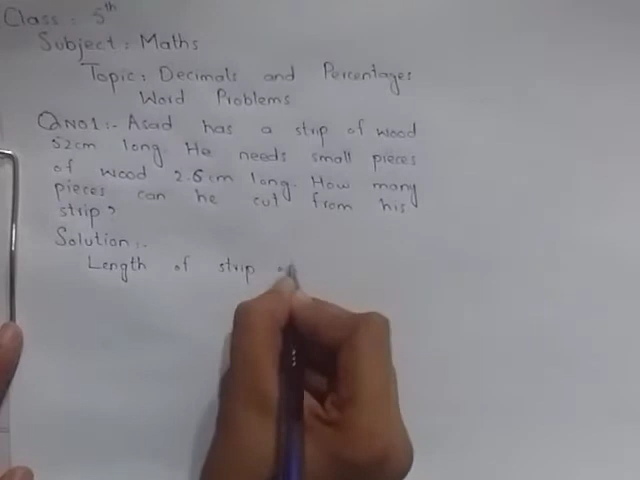 Class : 5th
Subject : Maths
Topic : Decimals and Percentages
Word Problems
QNO1:- Asad has a strip of wood
52cm long. He needs small pieces
of wood 2.6cm long. How many
pieces can he cut from his
strip?
Solution:-
Length of strip